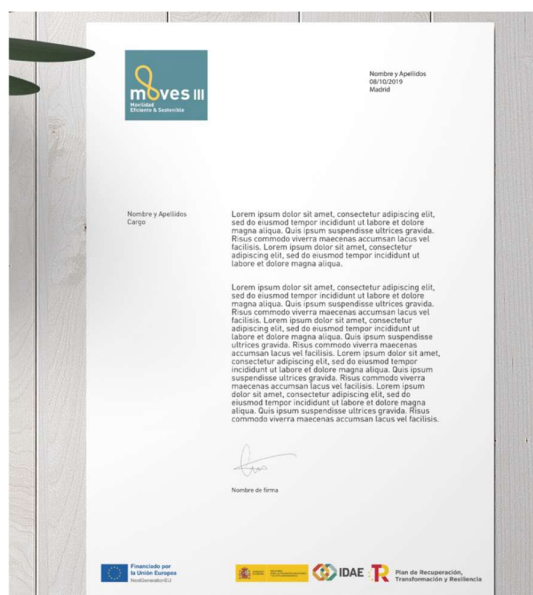 moves III
Movilidad
Eficiente & Sostenible
Nombre y Apellidos
08/10/2019
Madrid
Nombre y Apellidos
Cargo
Lorem ipsum dolor sit amet, consectetur adipiscing elit,
sed do eiusmod tempor incididunt ut labore et dolore
magna aliqua. Quis ipsum suspendisse ultrices gravida.
Risus commodo viverra maecenas accumsan lacus vel
facilisis. Lorem ipsum dolor sit amet, consectetur
adipiscing elit, sed do eiusmod tempor incididunt ut
labore et dolore magna aliqua.
Lorem ipsum dolor sit amet, consectetur adipiscing elit,
sed do eiusmod tempor incididunt ut labore et dolore
magna aliqua. Quis ipsum suspendisse ultrices gravida.
Risus commodo viverra maecenas accumsan lacus vel
facilisis. Lorem ipsum dolor sit amet, consectetur
adipiscing elit, sed do eiusmod tempor incididunt ut
labore et dolore magna aliqua. Quis ipsum suspendisse
ultrices gravida. Risus commodo viverra maecenas
accumsan lacus vel facilisis. Lorem ipsum dolor sit amet,
consectetur adipiscing elit, sed do eiusmod tempor
incididunt ut labore et dolore magna aliqua. Quis ipsum
suspendisse ultrices gravida. Risus commodo viverra
maecenas accumsan lacus vel facilisis. Lorem ipsum
dolor sit amet, consectetur adipiscing elit, sed do
eiusmod tempor incididunt ut labore et dolore magna
aliqua. Quis ipsum suspendisse ultrices gravida. Risus
commodo viverra maecenas accumsan lacus vel facilisis.
Nombre de firma
Financiado por
la Unión Europea
NextGenerationEU
IDAE
Plan de Recuperación,
Transformación y Resiliencia